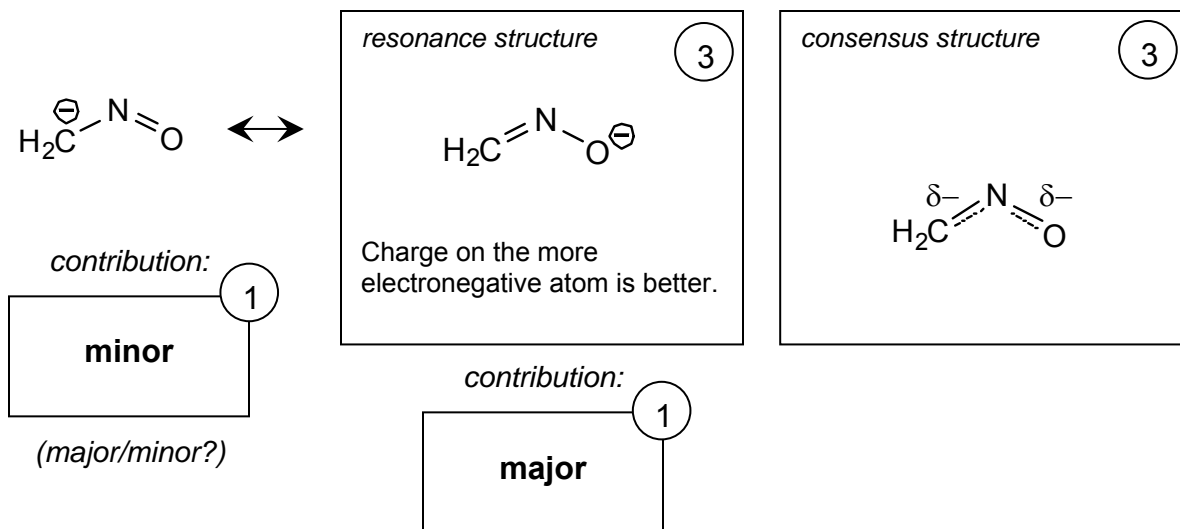 resonance structure
3
consensus structure
3
H2C N O
H2C N O
Charge on the more
electronegative atom is better.
δ− δ−
H2C N O
contribution:
1
minor
(major/minor?)
contribution:
1
major